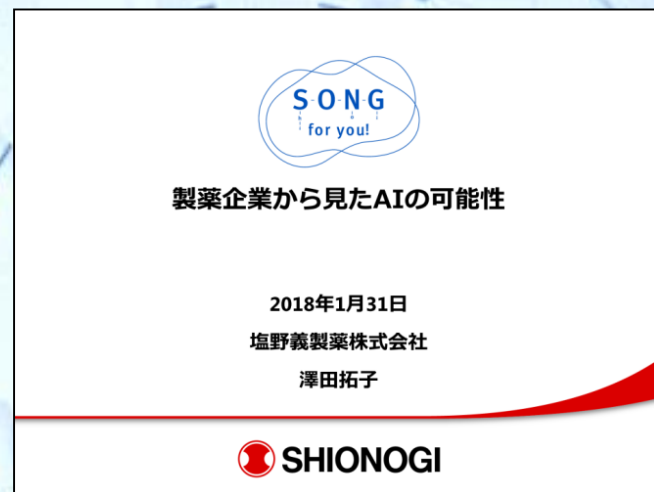 S-O-N-G
for you!
製薬企業から見たAIの可能性
2018年1月31日
塩野義製薬株式会社
澤田拓子
SHIONOGI